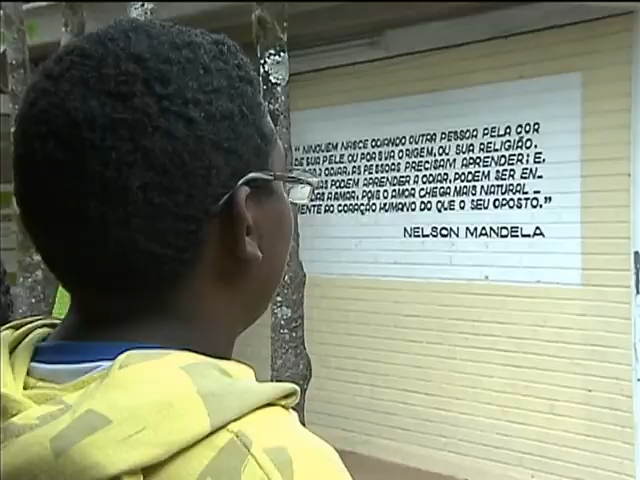 "NINGUÉM NASCE ODIANDO OUTRA PESSOA PELA COR
DE SUA PELE, OU POR SUA ORIGEM, OU SUA RELIGIÃO.
ODIAR, AS PESSOAS PRECISAM APRENDER; E,
PODEM APRENDER A ODIAR, PODEM SER EN-
A AMAR, POIS O AMOR CHEGA MAIS NATURAL-
MENTE AO CORAÇÃO HUMANO DO QUE O SEU OPOSTO."
NELSON MANDELA